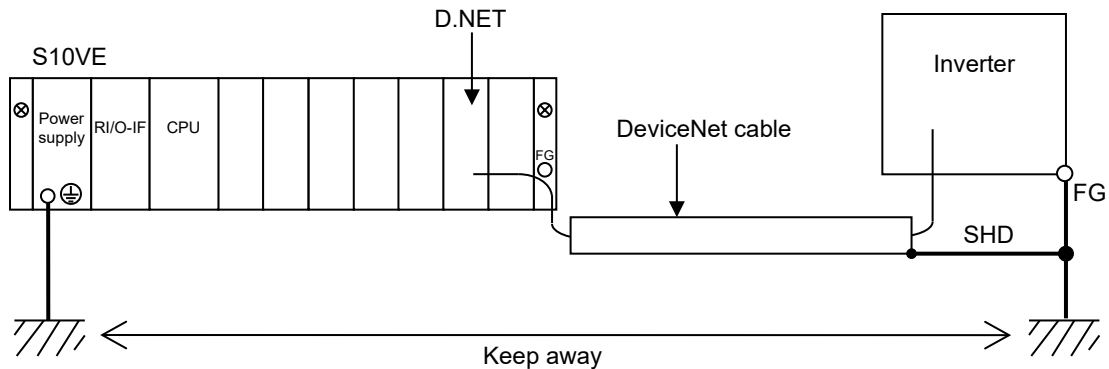 D.NET
S10VE
Inverter
Power
supply
RI/O-IF
CPU
DeviceNet cable
FG
FG
SHD
Keep away